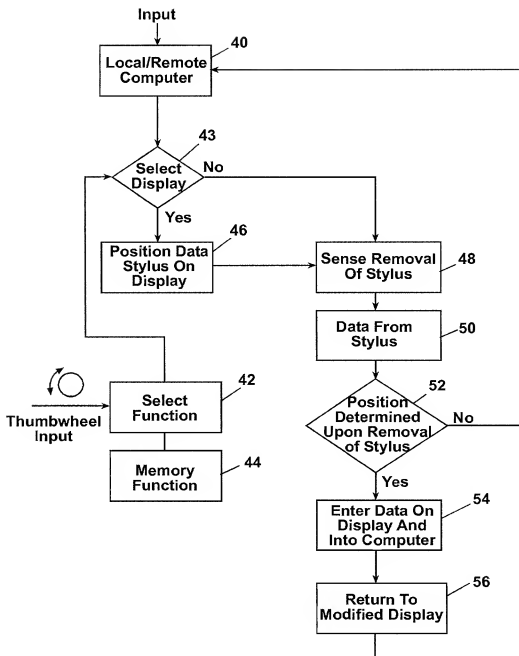 Input
40
Local/Remote
Computer
43
Select
Display
No
Yes
46
Position Data
Stylus On
Display
Sense Removal
Of Stylus
48
Data From
Stylus
50
Thumbwheel
Input
42
Select
Function
44
Memory
Function
52
Position
Determined
Upon Removal
of Stylus
No
Yes
54
Enter Data On
Display And
Into Computer
56
Return To
Modified Display